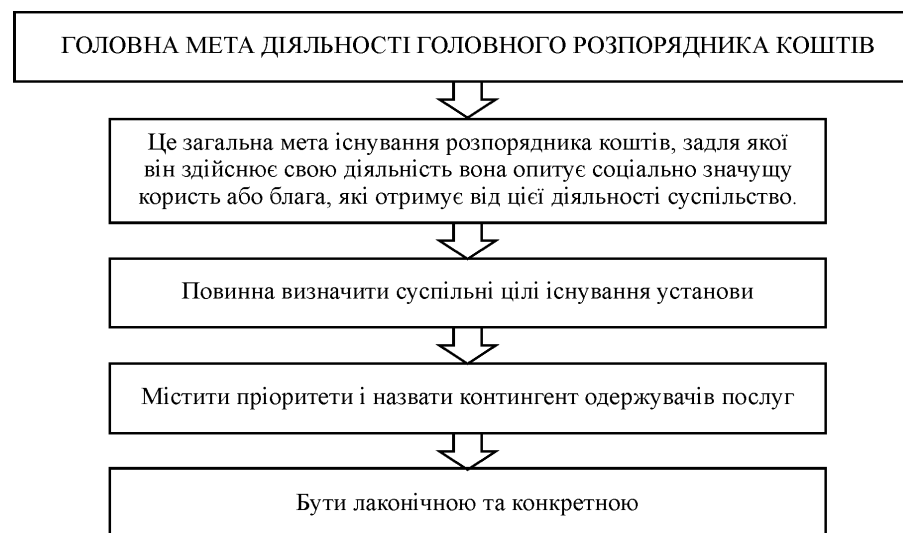 ГОЛОВНА МЕТА ДІЯЛЬНОСТІ ГОЛОВНОГО РОЗПОРЯДНИКА КОШТІВ
Це загальна мета існування розпорядника коштів, задля якої
він здійснює свою діяльність вона опитує соціально значущу
користь або блага, які отримує від цієї діяльності суспільство.
Повинна визначити суспільні цілі існування установи
Містити пріоритети і назвати контингент одержувачів послуг
Бути лаконічною та конкретною